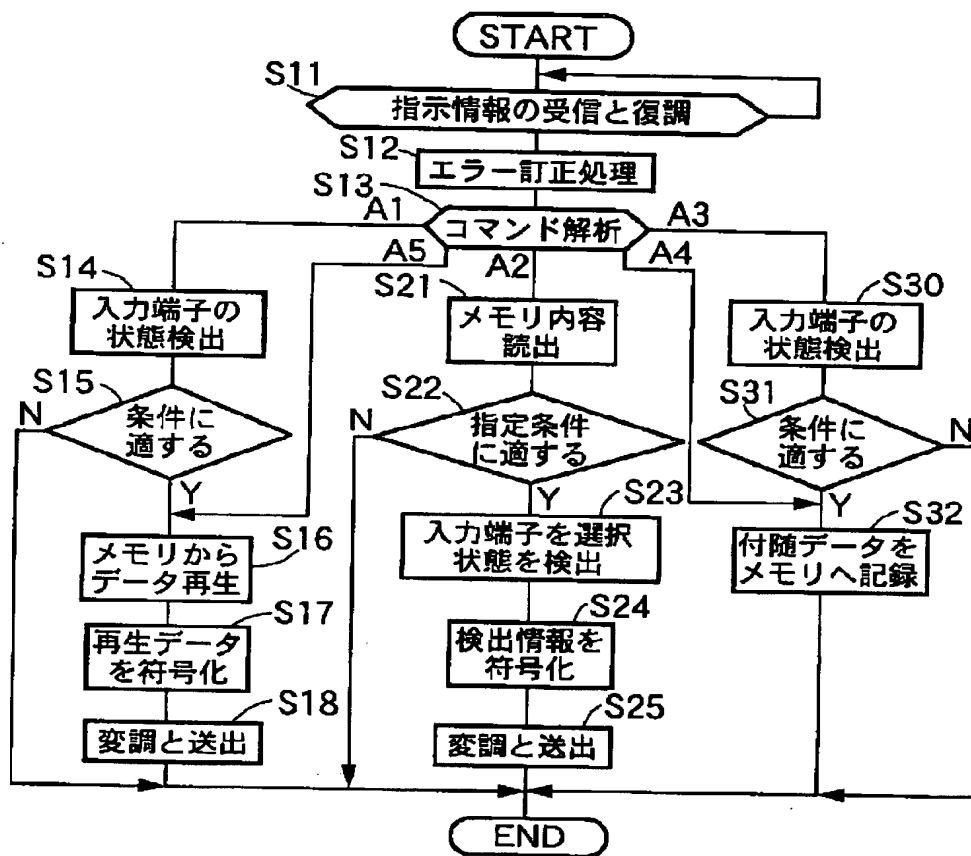 START
S11
指示情報の受信と復調
S12
エラー訂正処理
S13
コマンド解析
A1
A5
A2
A4
A3
S14
入力端子の
状態検出
S15
条件に
適する
N
Y
S16
メモリから
データ再生
S17
再生データ
を符号化
S18
変調と送出
S21
メモリ内容
読出
S22
指定条件
に適する
N
Y
S23
入力端子を選択
状態を検出
S24
検出情報を
符号化
S25
変調と送出
S30
入力端子の
状態検出
S31
条件に
適する
N
Y
S32
付随データを
メモリへ記録
END